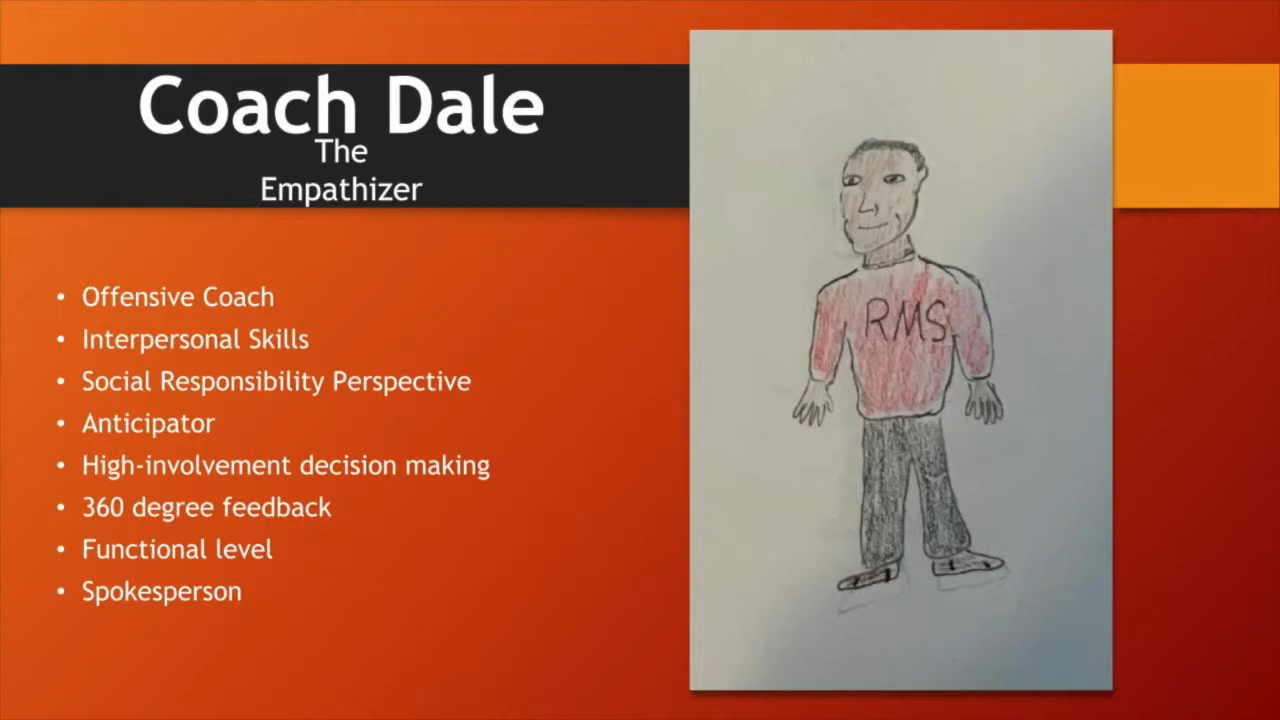 Coach Dale
The
Empathizer
• Offensive Coach
• Interpersonal Skills
• Social Responsibility Perspective
• Anticipator
• High-involvement decision making
• 360 degree feedback
• Functional level
• Spokesperson
RMS